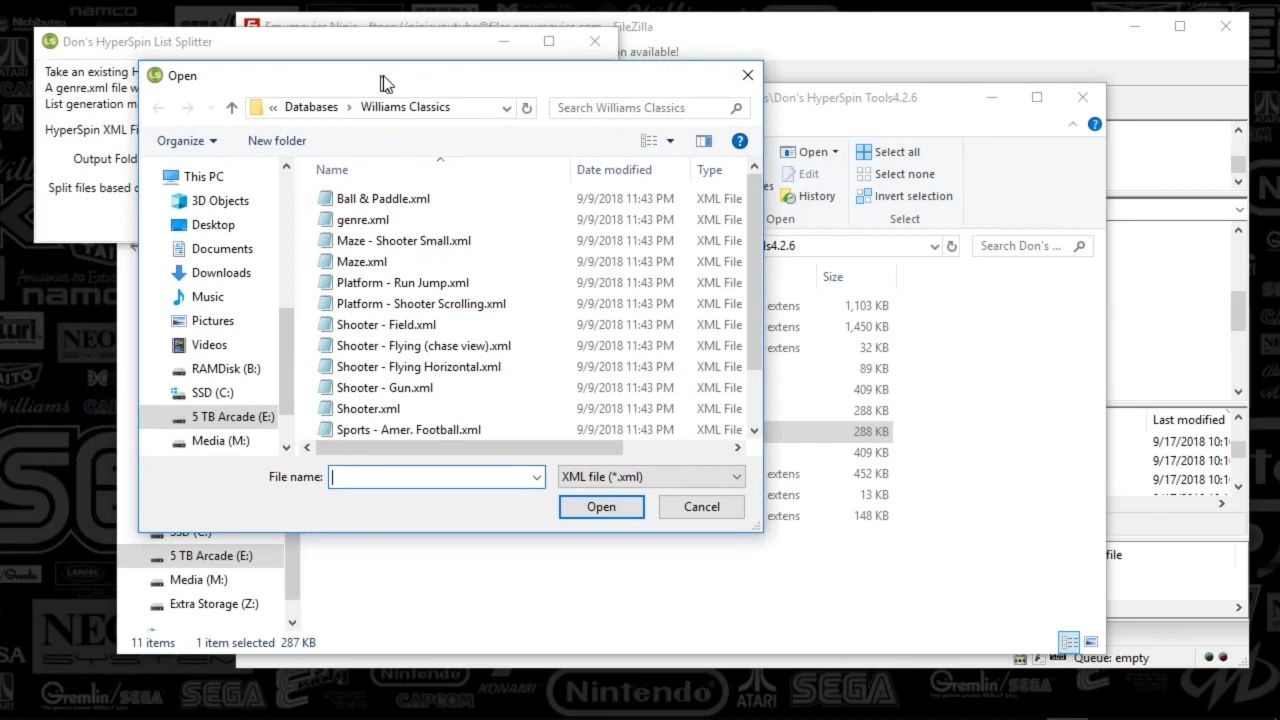 Emumovies Ninja
FileZilla
Don's HyperSpin List Splitter
n available!
Take an existing H
A genre.xml file w
List generation m
HyperSpin XML Fi
Output Fold
Split files based o
Open
« Databases › Williams Classics
Search Williams Classics
Organize
New folder
Name
Date modified
Type
This PC
3D Objects
Desktop
Documents
Downloads
Music
Pictures
Videos
RAMDisk (B:)
SSD (C:)
5 TB Arcade (E:)
Media (M:)
Ball & Paddle.xml 9/9/2018 11:43 PM XML File
genre.xml 9/9/2018 11:43 PM XML File
Maze - Shooter Small.xml 9/9/2018 11:43 PM XML File
Maze.xml 9/9/2018 11:43 PM XML File
Platform - Run Jump.xml 9/9/2018 11:43 PM XML File
Platform - Shooter Scrolling.xml 9/9/2018 11:43 PM XML File
Shooter - Field.xml 9/9/2018 11:43 PM XML File
Shooter - Flying (chase view).xml 9/9/2018 11:43 PM XML File
Shooter - Flying Horizontal.xml 9/9/2018 11:43 PM XML File
Shooter - Gun.xml 9/9/2018 11:43 PM XML File
Shooter.xml 9/9/2018 11:43 PM XML File
Sports - Amer. Football.xml 9/9/2018 11:43 PM XML File
File name:
XML file (*.xml)
Open
Cancel
s\Don's HyperSpin Tools4.2.6
Open
Edit
History
Open
Select all
Select none
Invert selection
Select
ls4.2.6
Search Don's ...
Size
extens 1,103 KB
extens 1,450 KB
extens 32 KB
89 KB
409 KB
288 KB
288 KB
409 KB
extens 452 KB
extens 13 KB
extens 148 KB
SSD (C:)
5 TB Arcade (E:)
Media (M:)
Extra Storage (Z:)
11 items 1 item selected 287 KB
Last modified
9/17/2018 10:1
9/17/2018 10:1
9/17/2018 10:1
file
Queue: empty
Nichibutsu
namco
SEGA
ATARI
NEO
Gremlin/SEGA
SEGA
Nintendo
CAPCOM
KONAMI
Nintendo
ATARI
SEGA
Gremlin/SEGA